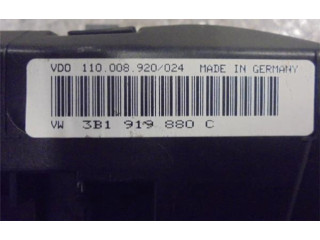 VDO 110.008.920/024 MADE IN GERMANY
VW 3B1 919 880 C